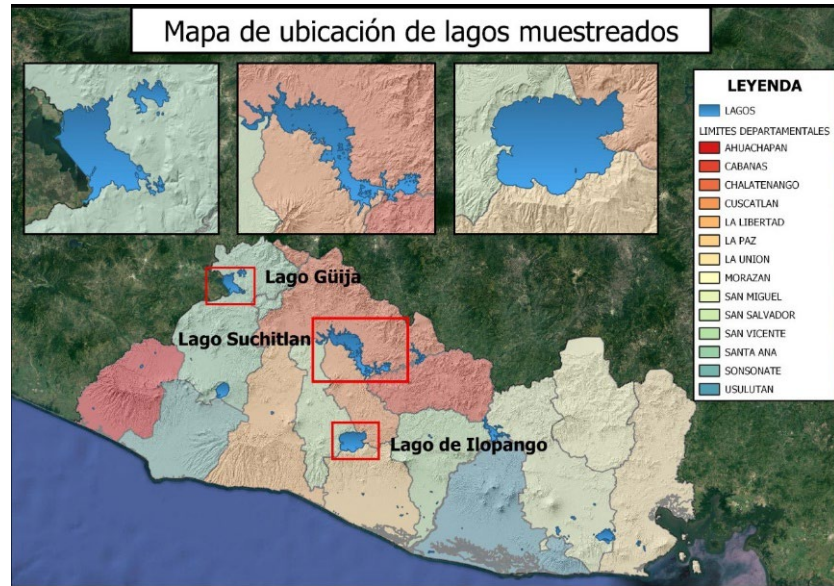 Mapa de ubicación de lagos muestreados
LEYENDA
LAGOS
LIMITES DEPARTAMENTALES
AHUACHAPAN
CABANAS
CHALATENANGO
CUSCATLAN
LA LIBERTAD
LA PAZ
LA UNION
MORAZAN
SAN MIGUEL
SAN SALVADOR
SAN VICENTE
SANTA ANA
SONSONATE
USULUTAN
Lago Güija
Lago Suchitlan
Lago de Ilopango